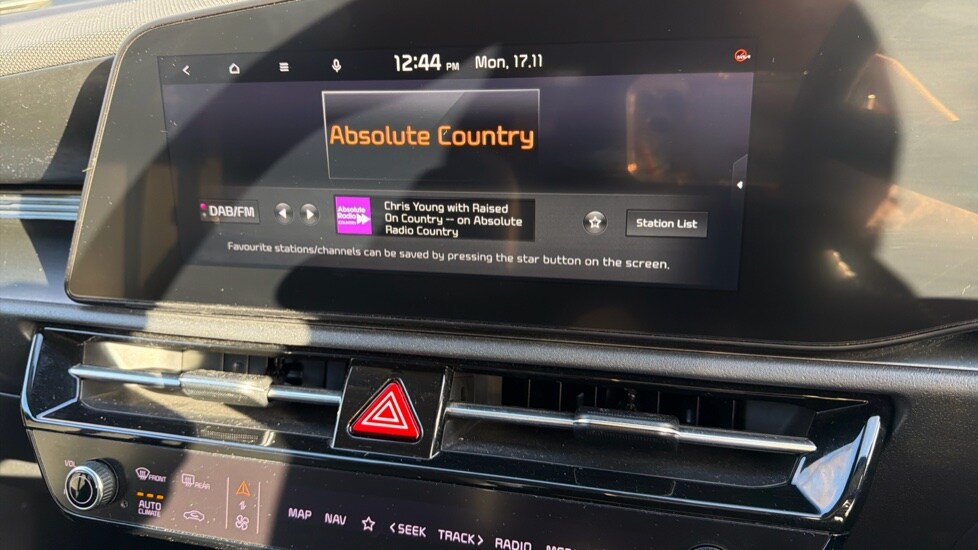 12:44 PM Mon, 17.11
Absolute Country
DAB/FM
Absolute
Radio
COUNTRY
Chris Young with Raised
On Country -- on Absolute
Radio Country
Station List
Favourite stations/channels can be saved by pressing the star button on the screen.
VOL
FRONT
REAR
AUTO
CLIMATE
MAP NAV <SEEK TRACK> RADIO